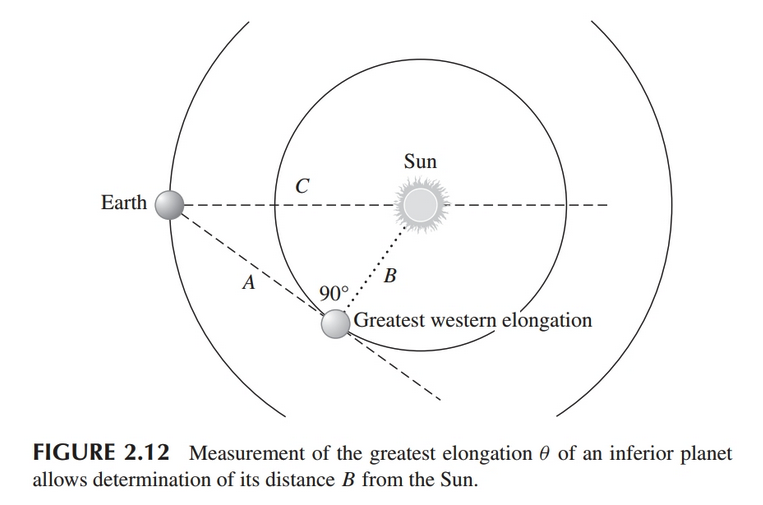 Sun
C
Earth
B
A
90°
Greatest western elongation
FIGURE 2.12 Measurement of the greatest elongation θ of an inferior planet
allows determination of its distance B from the Sun.